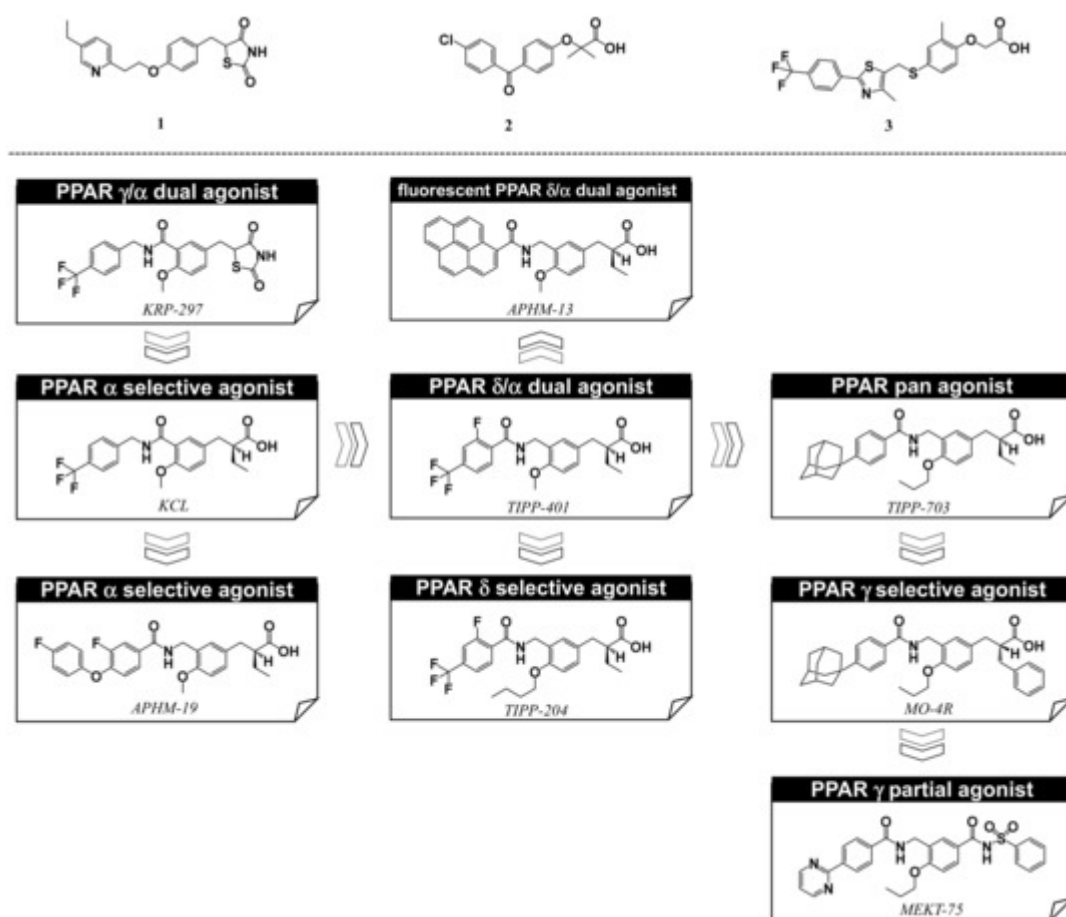 1
2
3
PPAR γ/α dual agonist
KRP-297
fluorescent PPAR δ/α dual agonist
APHM-13
PPAR α selective agonist
KCL
PPAR δ/α dual agonist
TIPP-401
PPAR pan agonist
TIPP-703
PPAR α selective agonist
APHM-19
PPAR δ selective agonist
TIPP-204
PPAR γ selective agonist
MO-4R
PPAR γ partial agonist
MEKT-75